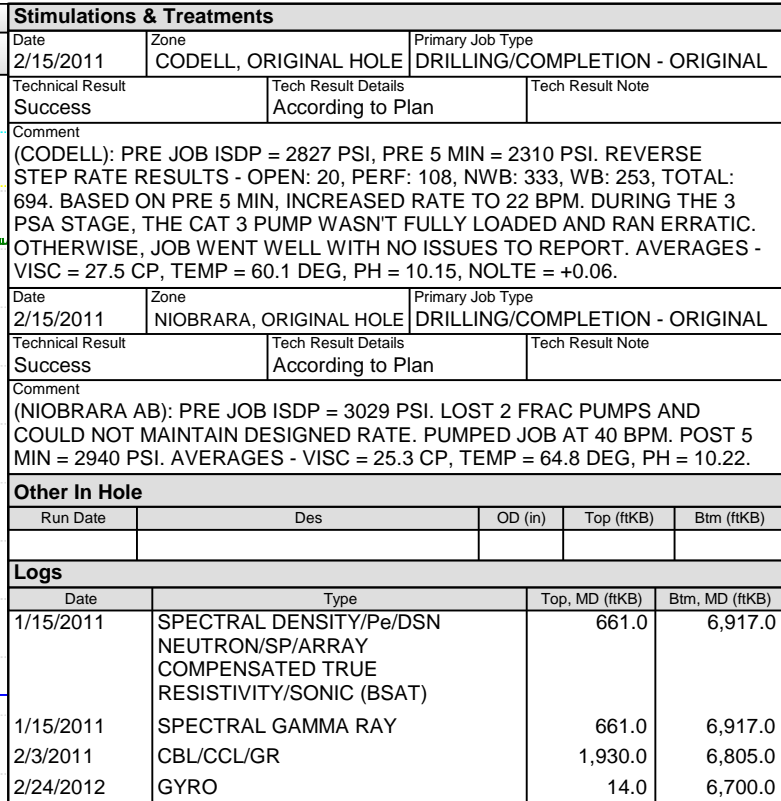 Stimulations & Treatments
Date Zone Primary Job Type
2/15/2011 CODELL, ORIGINAL HOLE DRILLING/COMPLETION - ORIGINAL
Technical Result Tech Result Details Tech Result Note
Success According to Plan
Comment
(CODELL): PRE JOB ISDP = 2827 PSI, PRE 5 MIN = 2310 PSI. REVERSE
STEP RATE RESULTS - OPEN: 20, PERF: 108, NWB: 333, WB: 253, TOTAL:
694. BASED ON PRE 5 MIN, INCREASED RATE TO 22 BPM. DURING THE 3
PSA STAGE, THE CAT 3 PUMP WASN'T FULLY LOADED AND RAN ERRATIC.
OTHERWISE, JOB WENT WELL WITH NO ISSUES TO REPORT. AVERAGES -
VISC = 27.5 CP, TEMP = 60.1 DEG, PH = 10.15, NOLTE = +0.06.
Date Zone Primary Job Type
2/15/2011 NIOBRARA, ORIGINAL HOLE DRILLING/COMPLETION - ORIGINAL
Technical Result Tech Result Details Tech Result Note
Success According to Plan
Comment
(NIOBRARA AB): PRE JOB ISDP = 3029 PSI. LOST 2 FRAC PUMPS AND
COULD NOT MAINTAIN DESIGNED RATE. PUMPED JOB AT 40 BPM. POST 5
MIN = 2940 PSI. AVERAGES - VISC = 25.3 CP, TEMP = 64.8 DEG, PH = 10.22.
Other In Hole
Run Date Des OD (in) Top (ftKB) Btm (ftKB)
Logs
Date Type Top, MD (ftKB) Btm, MD (ftKB)
1/15/2011 SPECTRAL DENSITY/Pe/DSN 661.0 6,917.0
NEUTRON/SP/ARRAY
COMPENSATED TRUE
RESISTIVITY/SONIC (BSAT)
1/15/2011 SPECTRAL GAMMA RAY 661.0 6,917.0
2/3/2011 CBL/CCL/GR 1,930.0 6,805.0
2/24/2012 GYRO 14.0 6,700.0